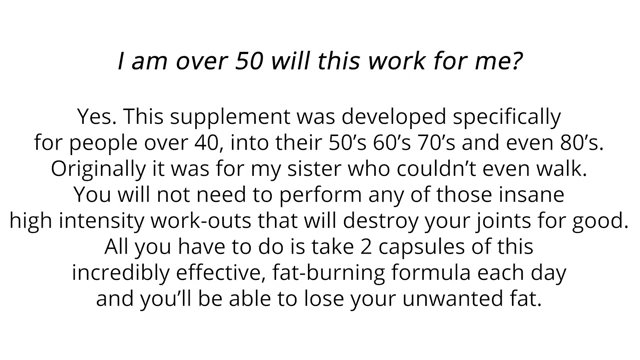 I am over 50 will this work for me?
Yes. This supplement was developed specifically
for people over 40, into their 50’s 60’s 70’s and even 80’s.
Originally it was for my sister who couldn’t even walk.
You will not need to perform any of those insane
high intensity work-outs that will destroy your joints for good.
All you have to do is take 2 capsules of this
incredibly effective, fat-burning formula each day
and you’ll be able to lose your unwanted fat.